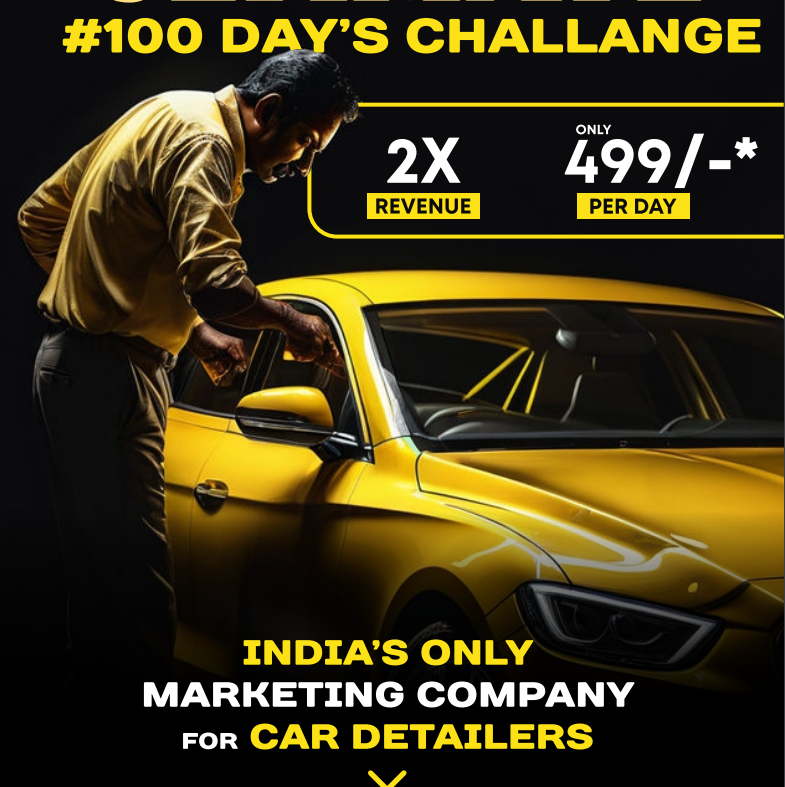 #100 DAY'S CHALLANGE
ONLY
2X
499/-*
REVENUE
PER DAY
INDIA'S ONLY
MARKETING COMPANY
FOR CAR DETAILERS